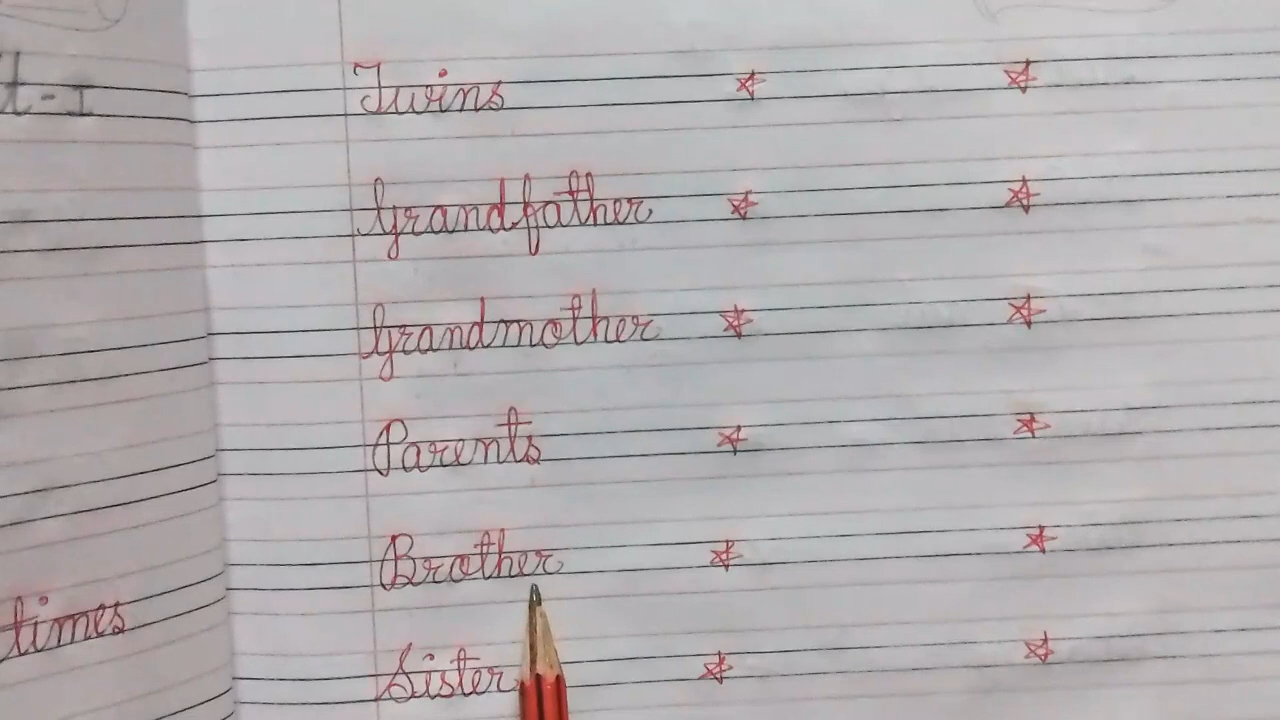 t-I
Twins
Grandfather
Grandmother
Parents
Brother
times
Sister